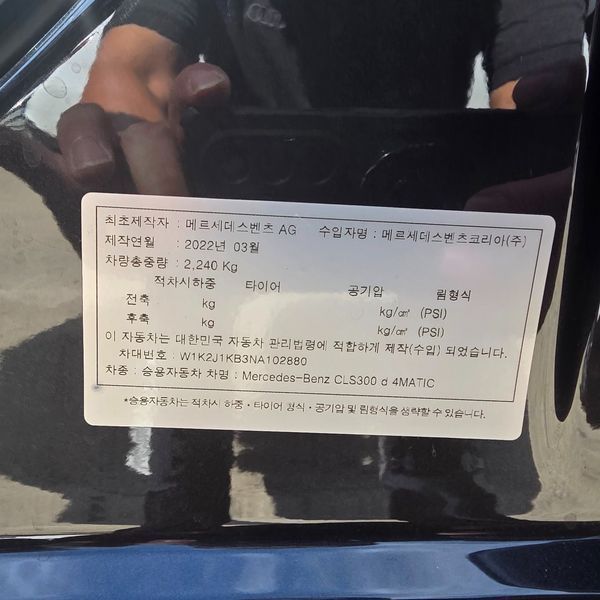 최초제작자 : 메르세데스벤츠 AG 수입자명 : 메르세데스벤츠코리아(주)
제작연월 : 2022년 03월
차량총중량 : 2,240 Kg
적차시하중 타이어 공기압 림형식
전축 kg kg/㎠ (PSI)
후축 kg kg/㎠ (PSI)
이 자동차는 대한민국 자동차 관리법령에 적합하게 제작(수입) 되었습니다.
차대번호 : W1K2J1KB3NA102880
차종 : 승용자동차 차명 : Mercedes-Benz CLS300 d 4MATIC
*승용자동차는 적차시 하중·타이어 형식·공기압 및 림형식을 생략할 수 있습니다.